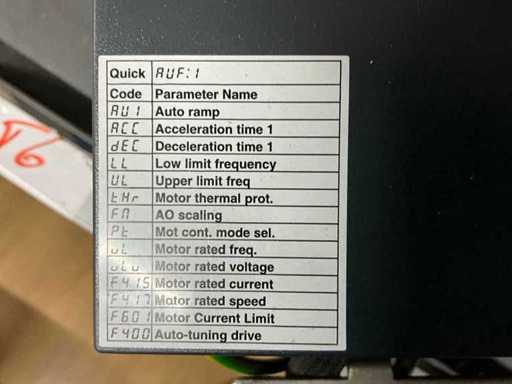 Quick AUF:1
Code Parameter Name
AU1 Auto ramp
ACC Acceleration time 1
dEC Deceleration time 1
LL Low limit frequency
UL Upper limit freq
tHr Motor thermal prot.
FM AO scaling
Pt Mot cont. mode sel.
uL Motor rated freq.
uLu Motor rated voltage
F415 Motor rated current
F417 Motor rated speed
F601 Motor Current Limit
F400 Auto-tuning drive